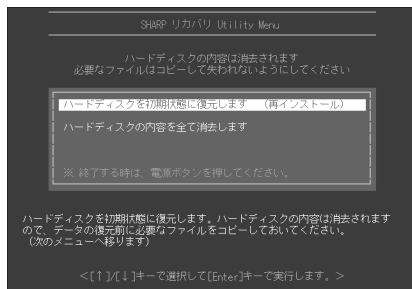 SHARP リカバリ Utility Menu
ハードディスクの内容は消去されます
必要なファイルはコピーして失われないようにしてください
ハードディスクを初期状態に復元します （再インストール）
ハードディスクの内容を全て消去します
※ 終了する時は、電源ボタンを押してください。
ハードディスクを初期状態に復元します。ハードディスクの内容は消去されます
ので、データの復元前に必要なファイルをコピーしておいてください。
（次のメニューへ移ります）
<[↑]/[↓]キーで選択して[Enter]キーで実行します。>